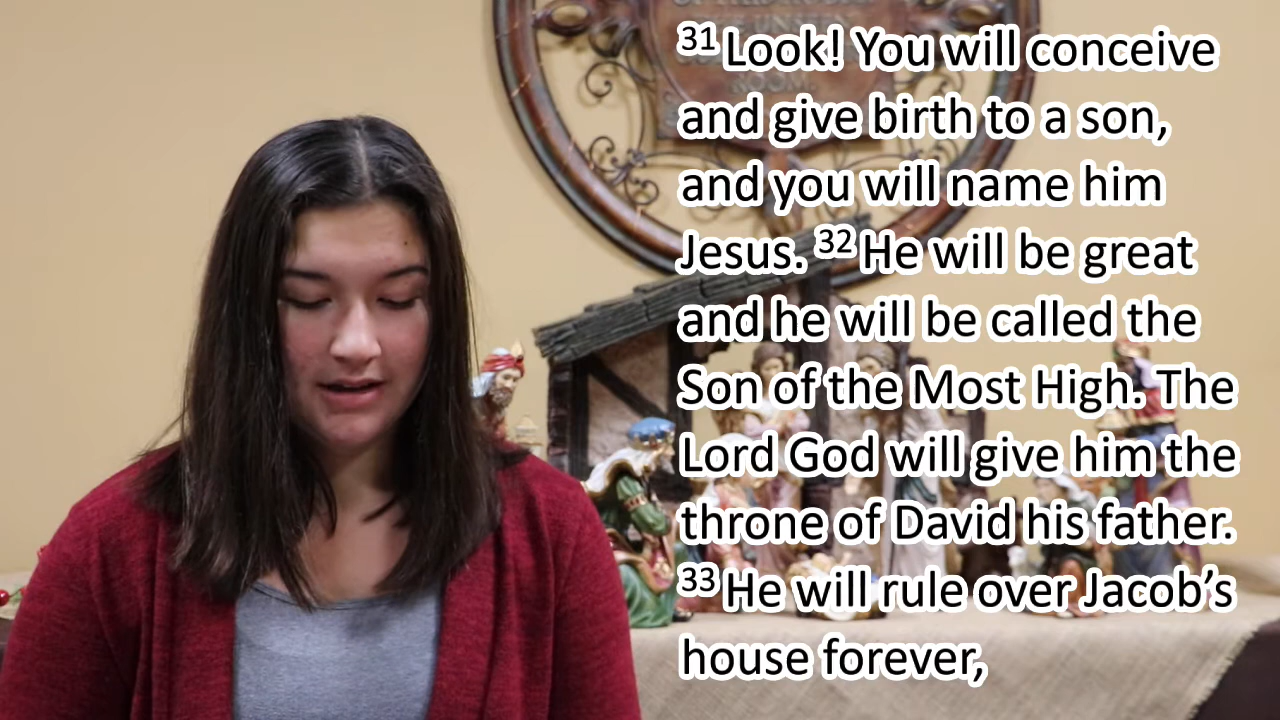 ³¹ Look! You will conceive
and give birth to a son,
and you will name him
Jesus. ³² He will be great
and he will be called the
Son of the Most High. The
Lord God will give him the
throne of David his father.
³³ He will rule over Jacob’s
house forever,